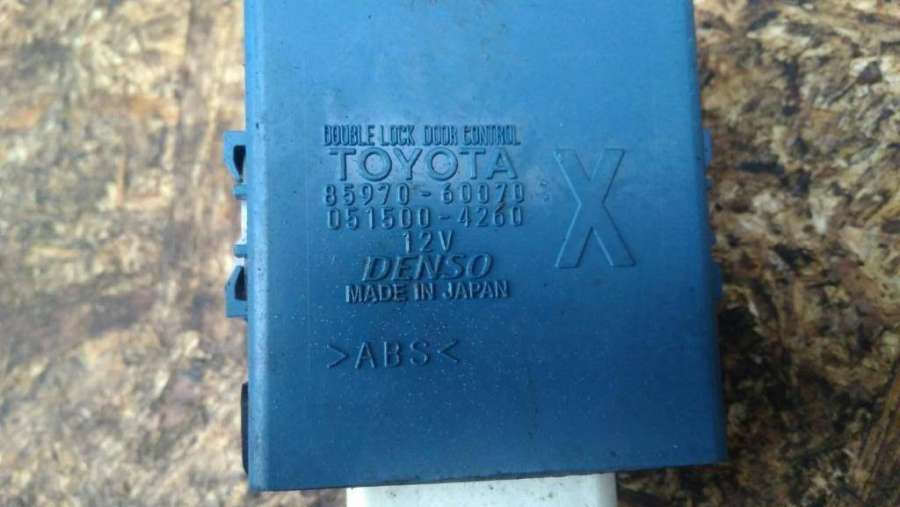 DOUBLE LOCK DOOR CONTROL
TOYOTA
85970-60070
051500-4260
12V
DENSO
MADE IN JAPAN
X
>ABS<